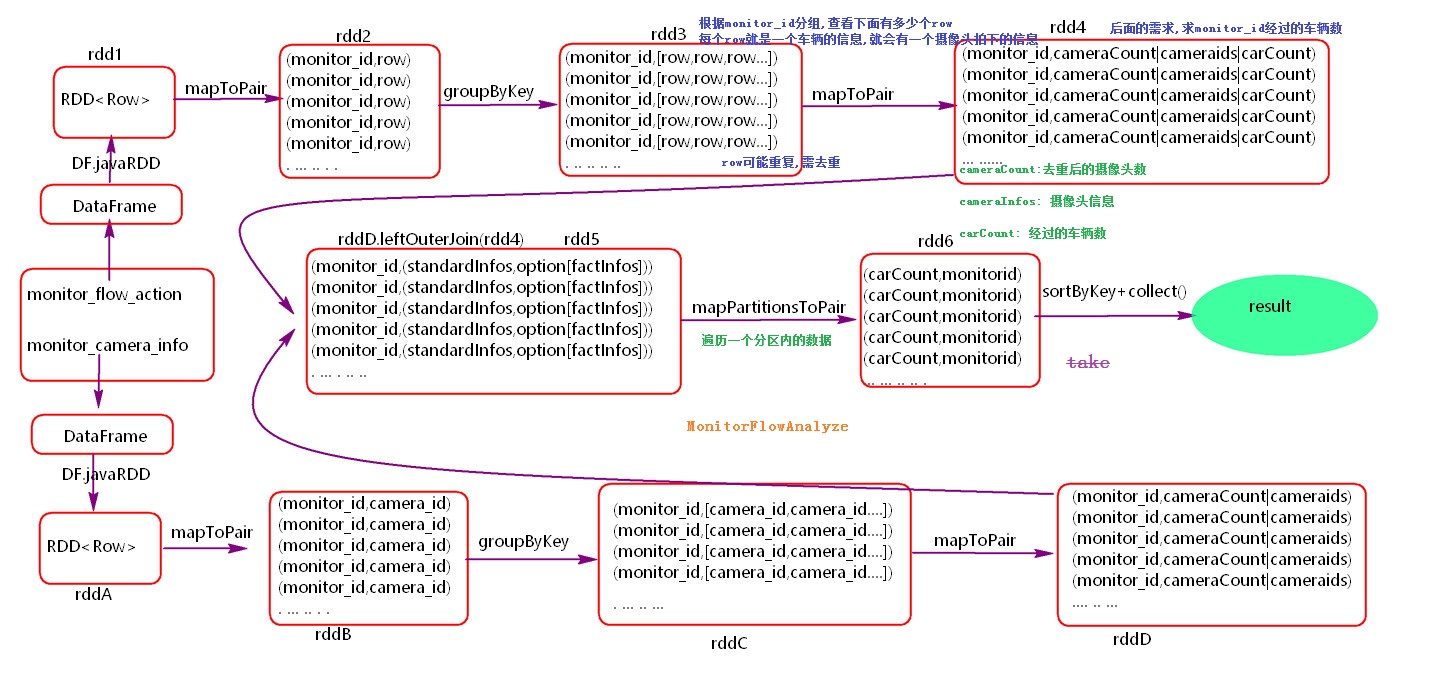 根据monitor_id分组,查看下面有多少个row
每个row就是一个车辆的信息,就会有一个摄像头拍下的信息
后面的需求,求monitor_id经过的车辆数
rdd1
RDD<Row>
mapToPair
rdd2
(monitor_id,row)
(monitor_id,row)
(monitor_id,row)
(monitor_id,row)
(monitor_id,row)
. ... .. . .
groupByKey
rdd3
(monitor_id,[row,row,row...])
(monitor_id,[row,row,row...])
(monitor_id,[row,row,row...])
(monitor_id,[row,row,row...])
(monitor_id,[row,row,row...])
. .. .. .. ..
row可能重复,需去重
mapToPair
rdd4
(monitor_id,cameraCount|cameraids|carCount)
(monitor_id,cameraCount|cameraids|carCount)
(monitor_id,cameraCount|cameraids|carCount)
(monitor_id,cameraCount|cameraids|carCount)
(monitor_id,cameraCount|cameraids|carCount)
... ......
cameraCount:去重后的摄像头数
cameraInfos: 摄像头信息
carCount: 经过的车辆数
DF.javaRDD
DataFrame
monitor_flow_action
monitor_camera_info
rddD.leftOuterJoin(rdd4)
rdd5
(monitor_id,(standardInfos,option[factInfos]))
(monitor_id,(standardInfos,option[factInfos]))
(monitor_id,(standardInfos,option[factInfos]))
(monitor_id,(standardInfos,option[factInfos]))
(monitor_id,(standardInfos,option[factInfos]))
. ... . .. ..
mapPartitionsToPair
遍历一个分区内的数据
rdd6
(carCount,monitorid)
(carCount,monitorid)
(carCount,monitorid)
(carCount,monitorid)
(carCount,monitorid)
.. ... .. .. .
sortByKey+collect()
take
result
MonitorFlowAnalyze
DataFrame
DF.javaRDD
RDD<Row>
rddA
mapToPair
(monitor_id,camera_id)
(monitor_id,camera_id)
(monitor_id,camera_id)
(monitor_id,camera_id)
(monitor_id,camera_id)
. ... .. . .
rddB
groupByKey
(monitor_id,[camera_id,camera_id....])
(monitor_id,[camera_id,camera_id....])
(monitor_id,[camera_id,camera_id....])
(monitor_id,[camera_id,camera_id....])
. ... .. ...
rddC
mapToPair
(monitor_id,cameraCount|cameraids)
(monitor_id,cameraCount|cameraids)
(monitor_id,cameraCount|cameraids)
(monitor_id,cameraCount|cameraids)
(monitor_id,cameraCount|cameraids)
.... .. ...
rddD